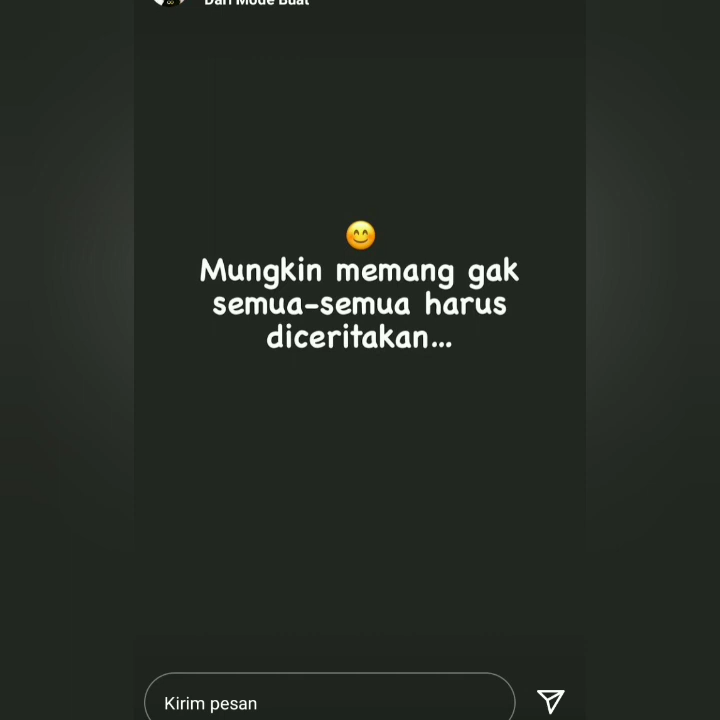 Dari Mode Buat
😊
Mungkin memang gak
semua-semua harus
diceritakan...
Kirim pesan